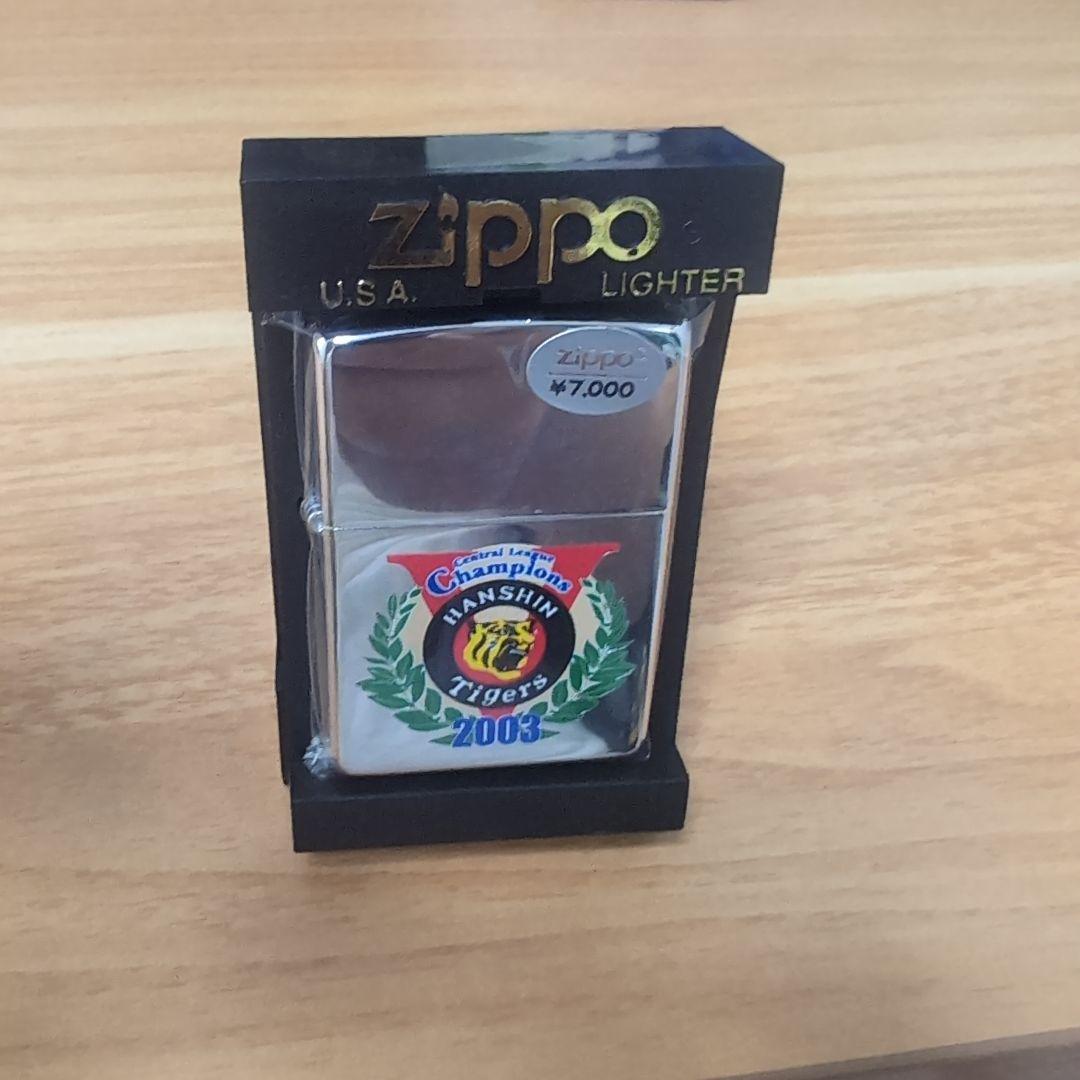 zippo
U.S.A. LIGHTER
zippo
¥7,000
Central League
Champions
HANSHIN
Tigers
2003